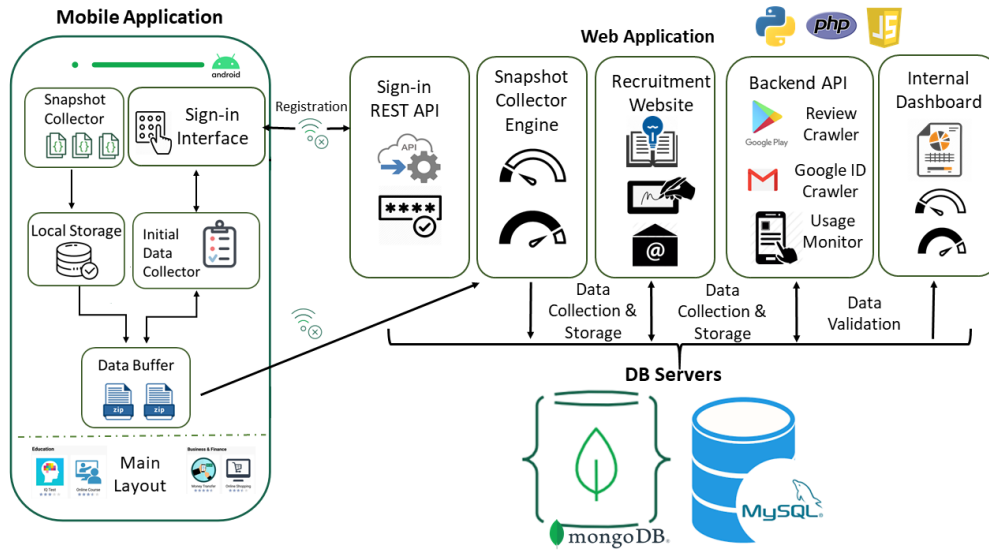 Mobile Application
android
Snapshot
Collector
{} {} {}
Sign-in
Interface
Local Storage
Initial
Data
Collector
Data Buffer
zip zip
Education
IQ Test
Online Course
Main
Layout
Business & Finance
Money Transfer
Online Shopping
Registration
Web Application
php
JS
Sign-in
REST API
API
****
Snapshot
Collector
Engine
Recruitment
Website
@
Backend API
Google Play
Review
Crawler
Google ID
Crawler
Usage
Monitor
Internal
Dashboard
Data
Collection &
Storage
Data
Collection &
Storage
Data
Validation
DB Servers
mongoDB.
MySQL®